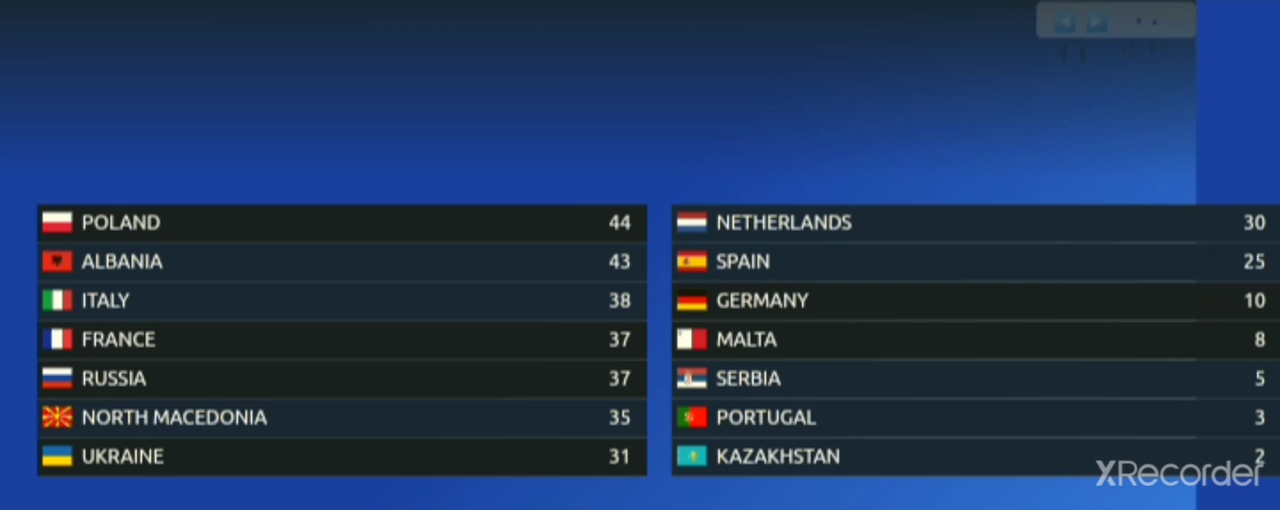 POLAND 44
ALBANIA 43
ITALY 38
FRANCE 37
RUSSIA 37
NORTH MACEDONIA 35
UKRAINE 31
NETHERLANDS 30
SPAIN 25
GERMANY 10
MALTA 8
SERBIA 5
PORTUGAL 3
KAZAKHSTAN 2
XRecorder